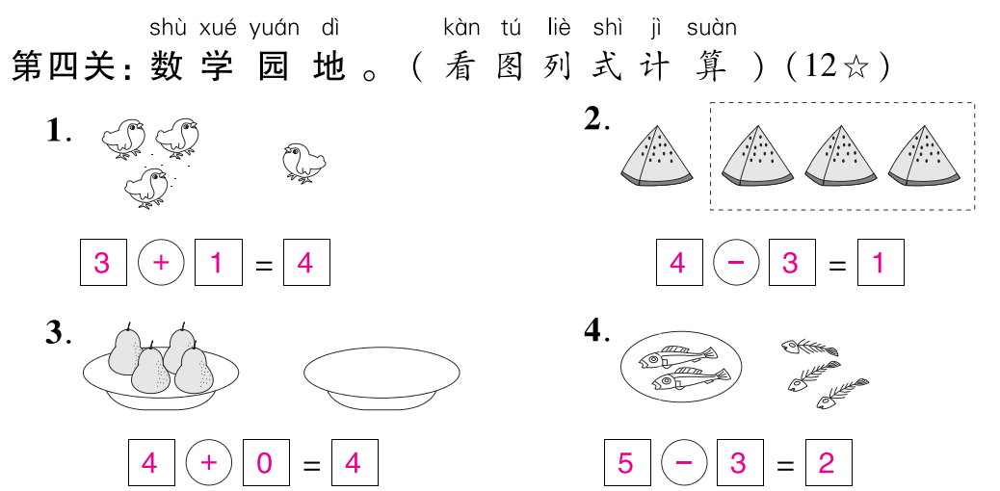 shù xué yuán dì kàn tú liè shì jì suàn
第四关：数学园地。（看图列式计算）（12☆）
1. 2.
3 + 1 = 4 4 − 3 = 1
3. 4.
4 + 0 = 4 5 − 3 = 2